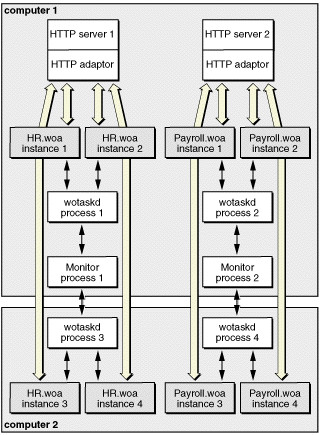 computer 1
HTTP server 1
HTTP adaptor
HTTP server 2
HTTP adaptor
HR.woa
instance 1
HR.woa
instance 2
Payroll.woa
instance 1
Payroll.woa
instance 2
wotaskd
process 1
wotaskd
process 2
Monitor
process 1
Monitor
process 2
wotaskd
process 3
wotaskd
process 4
HR.woa
instance 3
HR.woa
instance 4
Payroll.woa
instance 3
Payroll.woa
instance 4
computer 2